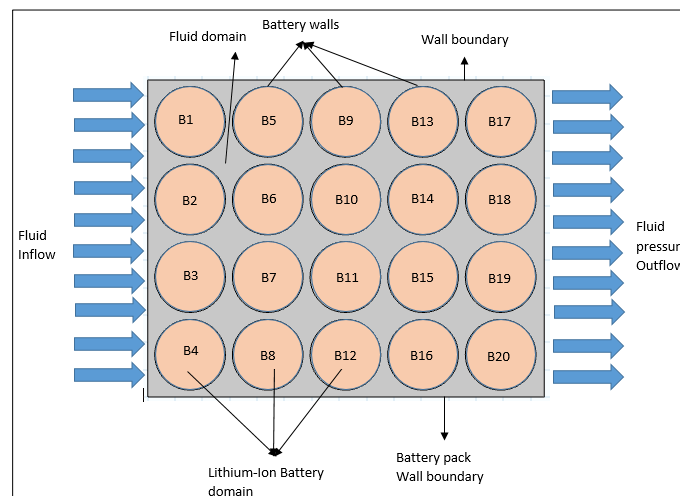 Battery walls
Fluid domain
Wall boundary
B1 B5 B9 B13 B17
B2 B6 B10 B14 B18
Fluid
Inflow
Fluid
pressur
Outflow
B3 B7 B11 B15 B19
B4 B8 B12 B16 B20
Battery pack
Wall boundary
Lithium-Ion Battery
domain